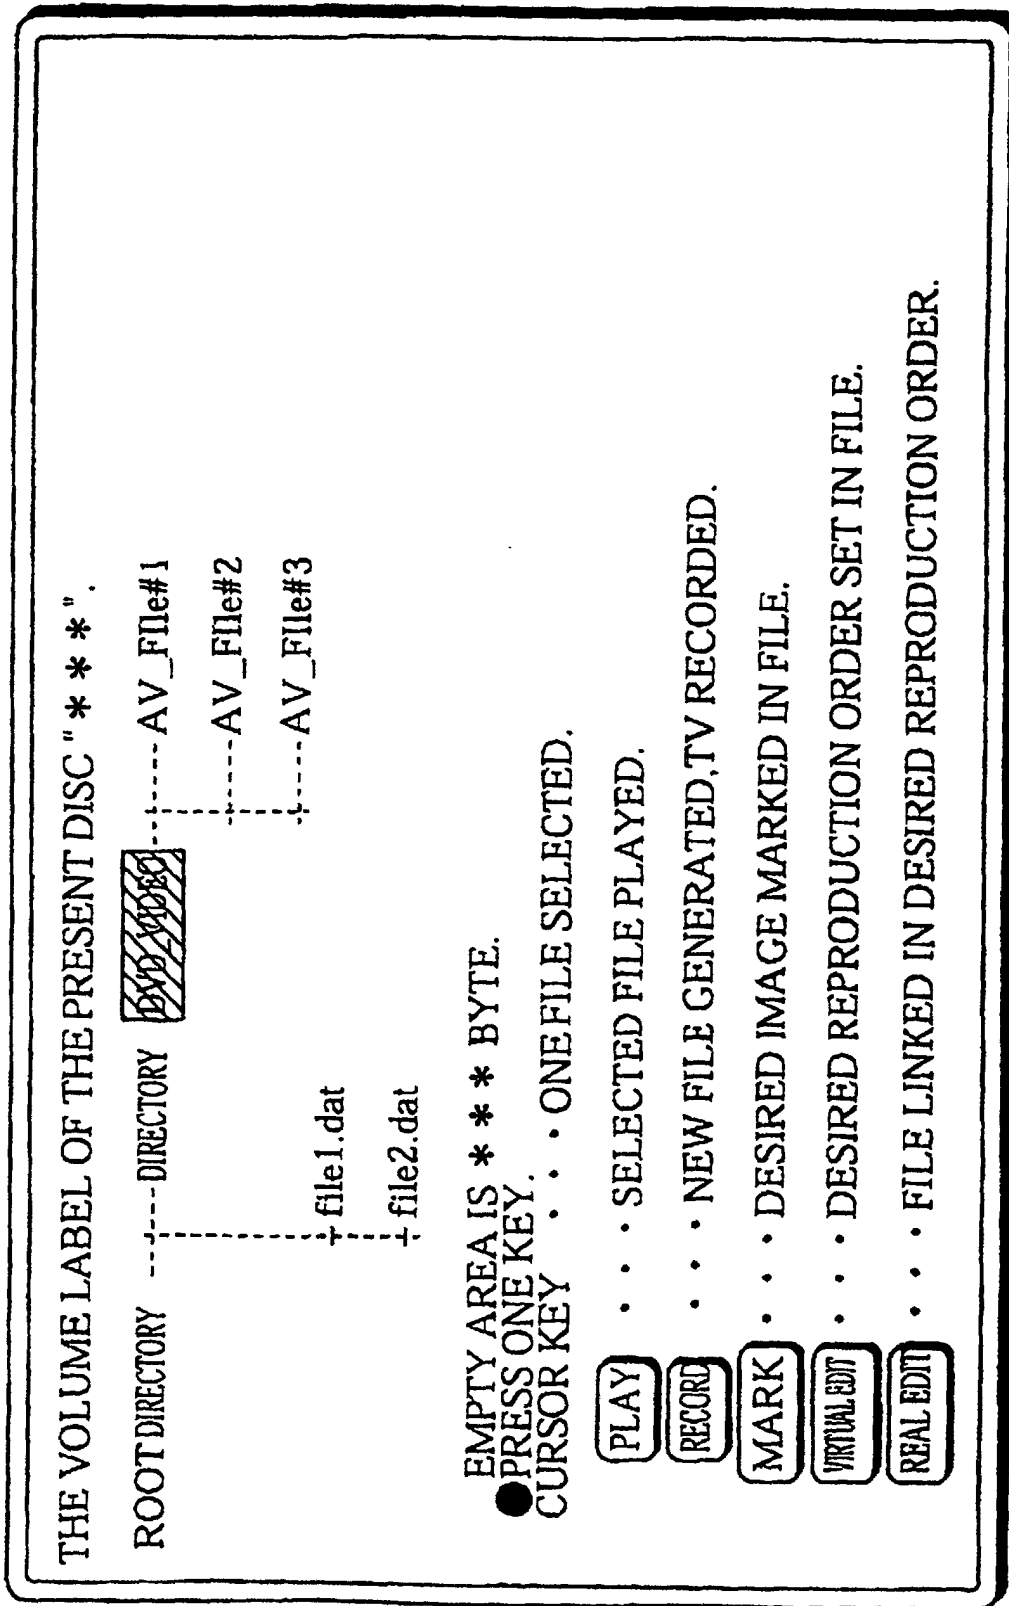 THE VOLUME LABEL OF THE PRESENT DISC "* * *".
ROOT DIRECTORY DIRECTORY DVD_VIDEO AV_FIle#1
AV_FIle#2
file1.dat AV_FIle#3
file2.dat
EMPTY AREA IS * * * BYTE.
●PRESS ONE KEY.
CURSOR KEY · · · ONE FILE SELECTED.
PLAY · · · SELECTED FILE PLAYED.
RECORD · · · NEW FILE GENERATED,TV RECORDED.
MARK · · · DESIRED IMAGE MARKED IN FILE.
VIRTUAL EDIT · · · DESIRED REPRODUCTION ORDER SET IN FILE.
REAL EDIT · · · FILE LINKED IN DESIRED REPRODUCTION ORDER.